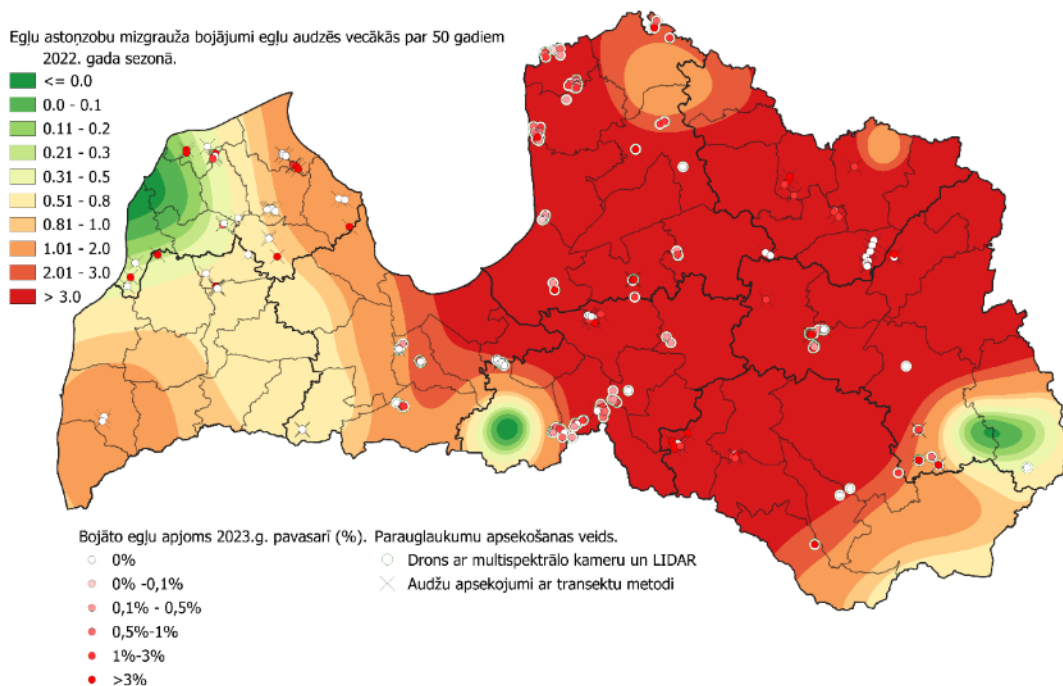 Egļu astoņzobu mizgrauža bojājumi egļu audzēs vecākās par 50 gadiem
2022. gada sezonā.
<= 0.0
0.0 - 0.1
0.11 - 0.2
0.21 - 0.3
0.31 - 0.5
0.51 - 0.8
0.81 - 1.0
1.01 - 2.0
2.01 - 3.0
> 3.0
Bojāto egļu apjoms 2023.g. pavasarī (%). Parauglaukumu apsekošanas veids.
0%
0% -0,1%
0,1% - 0,5%
0,5%-1%
1%-3%
>3%
Drons ar multispektrālo kameru un LIDAR
Audžu apsekojumi ar transektu metodi